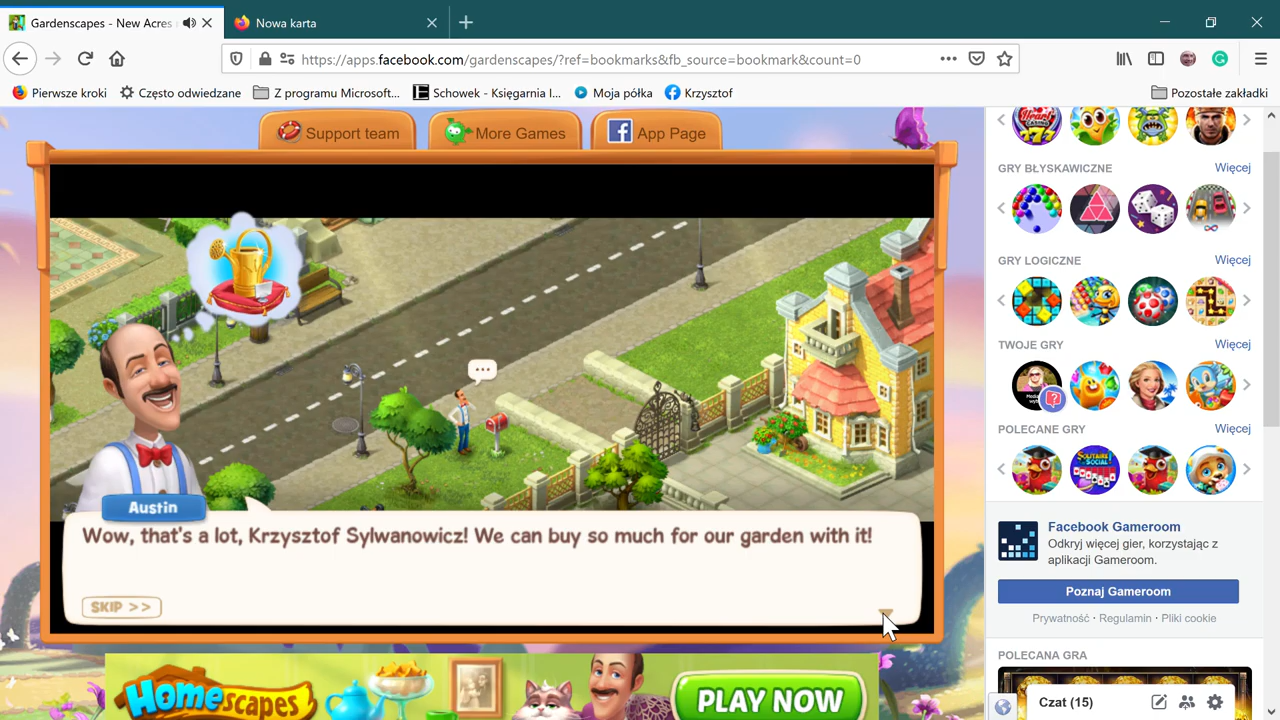 Gardenscapes - New Acres
Nowa karta
https://apps.facebook.com/gardenscapes/?ref=bookmarks&fb_source=bookmark&count=0
Pierwsze kroki
Często odwiedzane
Z programu Microsoft...
Schowek - Księgarnia I...
Moja półka
Krzysztof
Pozostałe zakładki
Support team
More Games
App Page
Austin
Wow, that's a lot, Krzysztof Sylwanowicz! We can buy so much for our garden with it!
SKIP >>
Homescapes
PLAY NOW
777
GRY BŁYSKAWICZNE
Więcej
GRY LOGICZNE
Więcej
TWOJE GRY
Więcej
POLECANE GRY
Więcej
SOLITAIRE
SOCIAL
Facebook Gameroom
Odkryj więcej gier, korzystając z
aplikacji Gameroom.
Poznaj Gameroom
Prywatność · Regulamin · Pliki cookie
POLECANA GRA
Czat (15)